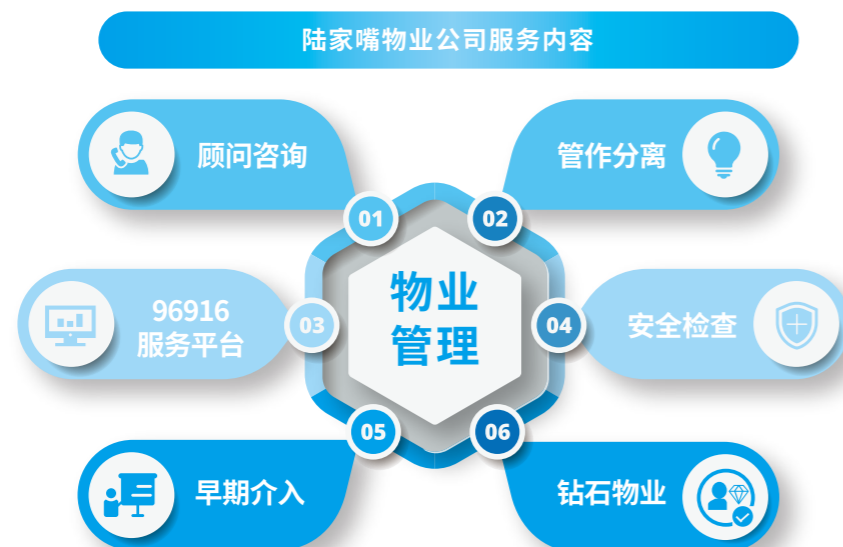 陆家嘴物业公司服务内容
顾问咨询
01
管作分离
02
96916
服务平台
03
安全检查
04
早期介入
05
钻石物业
06
物业
管理